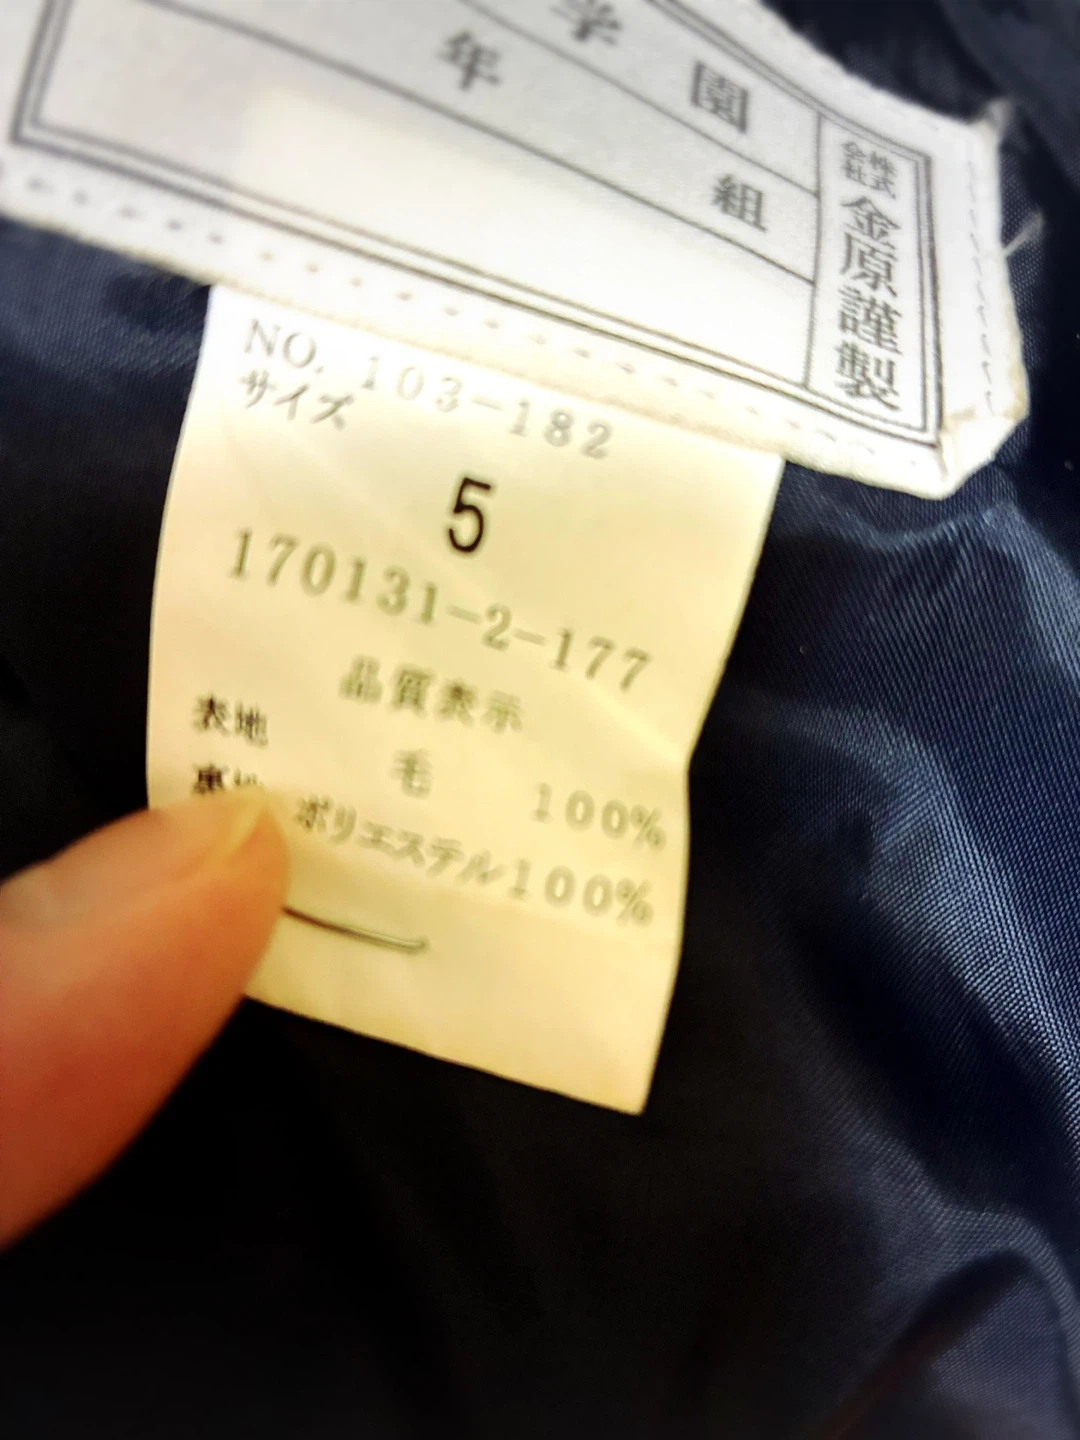 学園
年 組
株式会社 金原謹製
NO. 103-182
サイズ
5
170131-2-177
品質表示
表地 毛 100%
裏地 ポリエステル100%